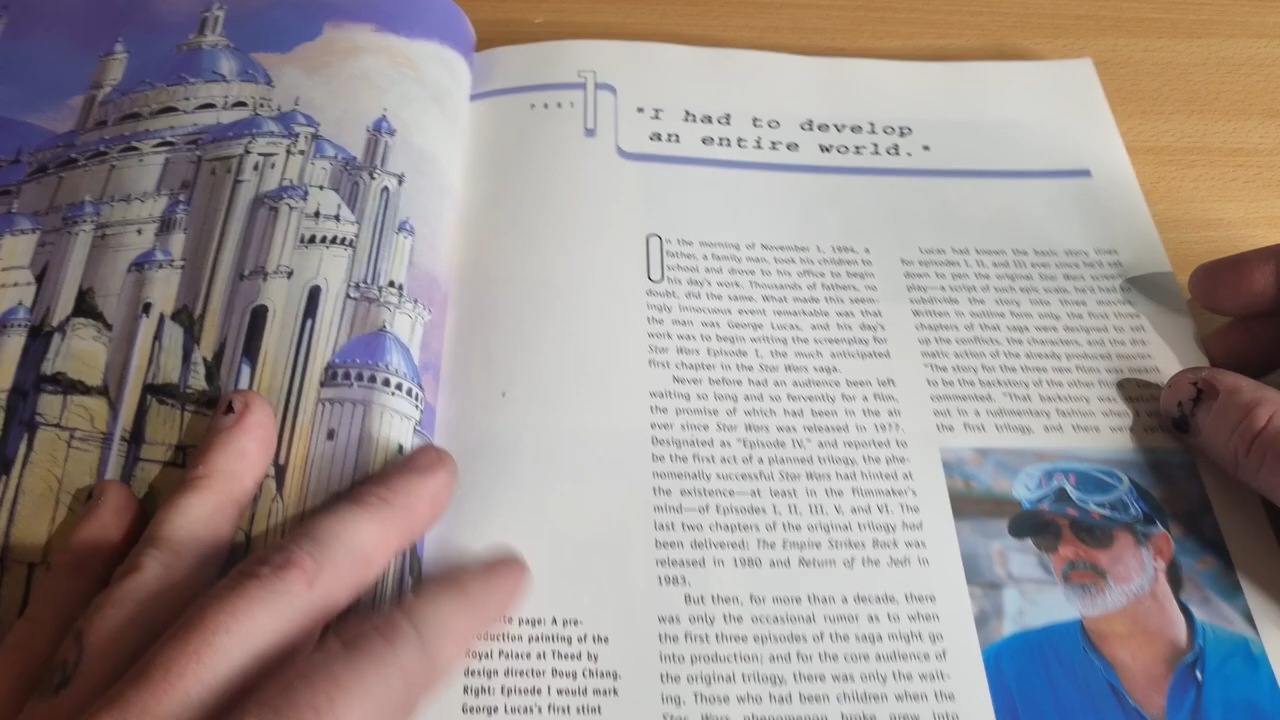 PART 1
"I had to develop
an entire world."
On the morning of November 1, 1994, a
father, a family man, took his children to
school and drove to his office to begin
his day's work. Thousands of fathers, no
doubt, did the same. What made this seem-
ingly innocuous event remarkable was that
the man was George Lucas, and his day's
work was to begin writing the screenplay for
Star Wars Episode I, the much anticipated
first chapter in the Star Wars saga.
Never before had an audience been left
waiting so long and so fervently for a film,
the promise of which had been in the air
ever since Star Wars was released in 1977.
Designated as "Episode IV," and reported to
be the first act of a planned trilogy, the phe-
nomenally successful Star Wars had hinted at
the existence—at least in the filmmaker's
mind—of Episodes I, II, III, V, and VI. The
last two chapters of the original trilogy had
been delivered: The Empire Strikes Back was
released in 1980 and Return of the Jedi in
1983.
But then, for more than a decade, there
was only the occasional rumor as to when
the first three episodes of the saga might go
into production; and for the core audience of
the original trilogy, there was only the wait-
ing. Those who had been children when the
Star Wars phenomenon broke grew into
Lucas had known the basic story lines
for episodes I, II, and III ever since he'd sat
down to pen the original Star Wars screen-
play—a script of such epic scale, he'd had to
subdivide the story into three movies.
Written in outline form only, the first three
chapters of that saga were designed to set
up the conflicts, the characters, and the dra-
matic action of the already produced movies.
"The story for the three new films was meant
to be the backstory of the other films,"
commented. "That backstory was
out in a rudimentary fashion when I
the first trilogy, and there were
page: A pre-
production painting of the
Royal Palace at Theed by
design director Doug Chiang.
Right: Episode I would mark
George Lucas's first stint